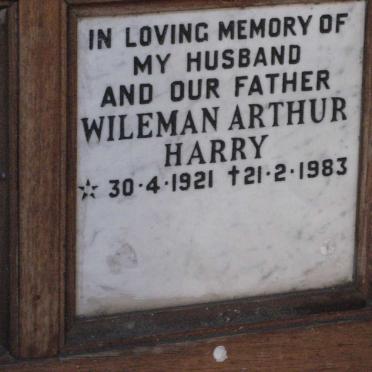 IN LOVING MEMORY OF
MY HUSBAND
AND OUR FATHER
WILEMAN ARTHUR
HARRY
☆ 30·4·1921 †21·2·1983